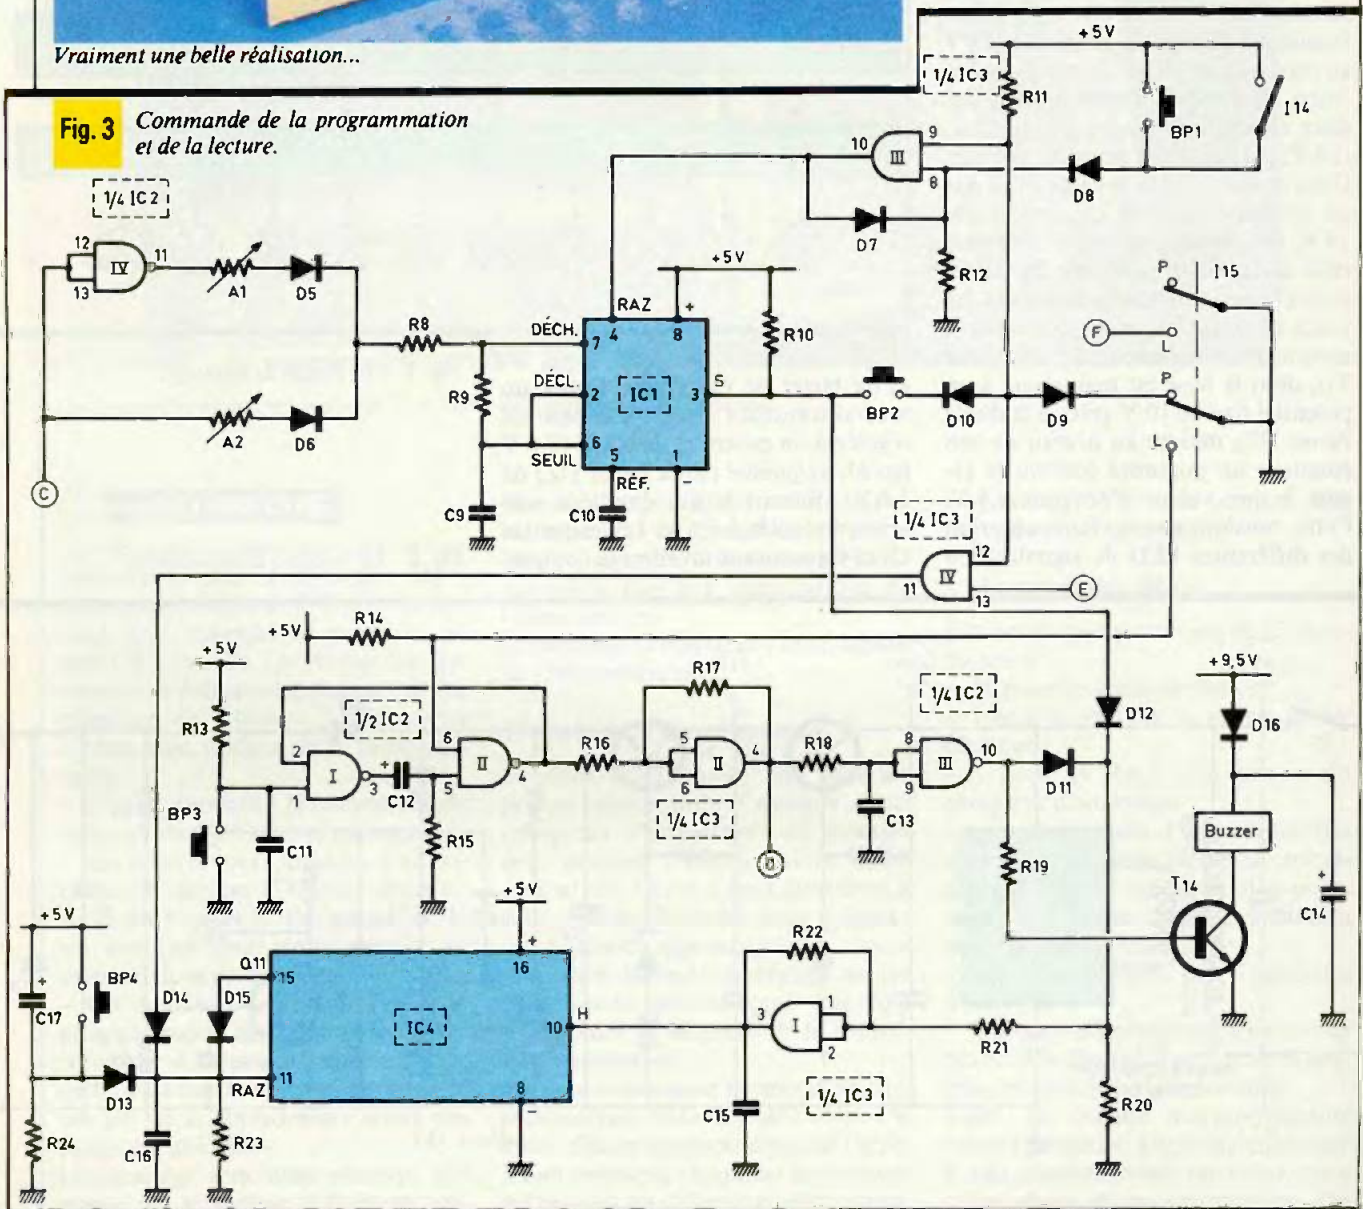 Vraiment une belle réalisation...
Fig. 3 Commande de la programmation
et de la lecture.
+5V
1/4 IC3
R11
BP1
I14
10
III
9
8
D8
D7
R12
1/4 IC2
12
13
IV
11
A1
D5
A2
D6
C
R8
R9
C9
+5V
RAZ
+
4
8
DÉCH.
7
DÉCL.
2
IC1
3
S
6
SEUIL
5
1
RÉF.
-
C10
R10
BP2
D10
D9
P
I15
F
L
P
L
1/4 IC3
12
IV
11
13
E
+5V
R14
+5V
R13
1/2 IC2
2
I
1
3
+
C12
6
II
5
4
R15
BP3
C11
R16
R17
5
II
6
4
1/4 IC3
R18
C13
D
1/4 IC2
8
III
9
10
D11
D12
R19
+9,5V
D16
Buzzer
T14
+
C14
+5V
+
C17
BP4
D14
D15
Q11
15
+5V
+
16
IC4
10
H
11
RAZ
8
-
D13
R24
C16
R23
R22
3
I
1
2
1/4 IC3
C15
R21
R20